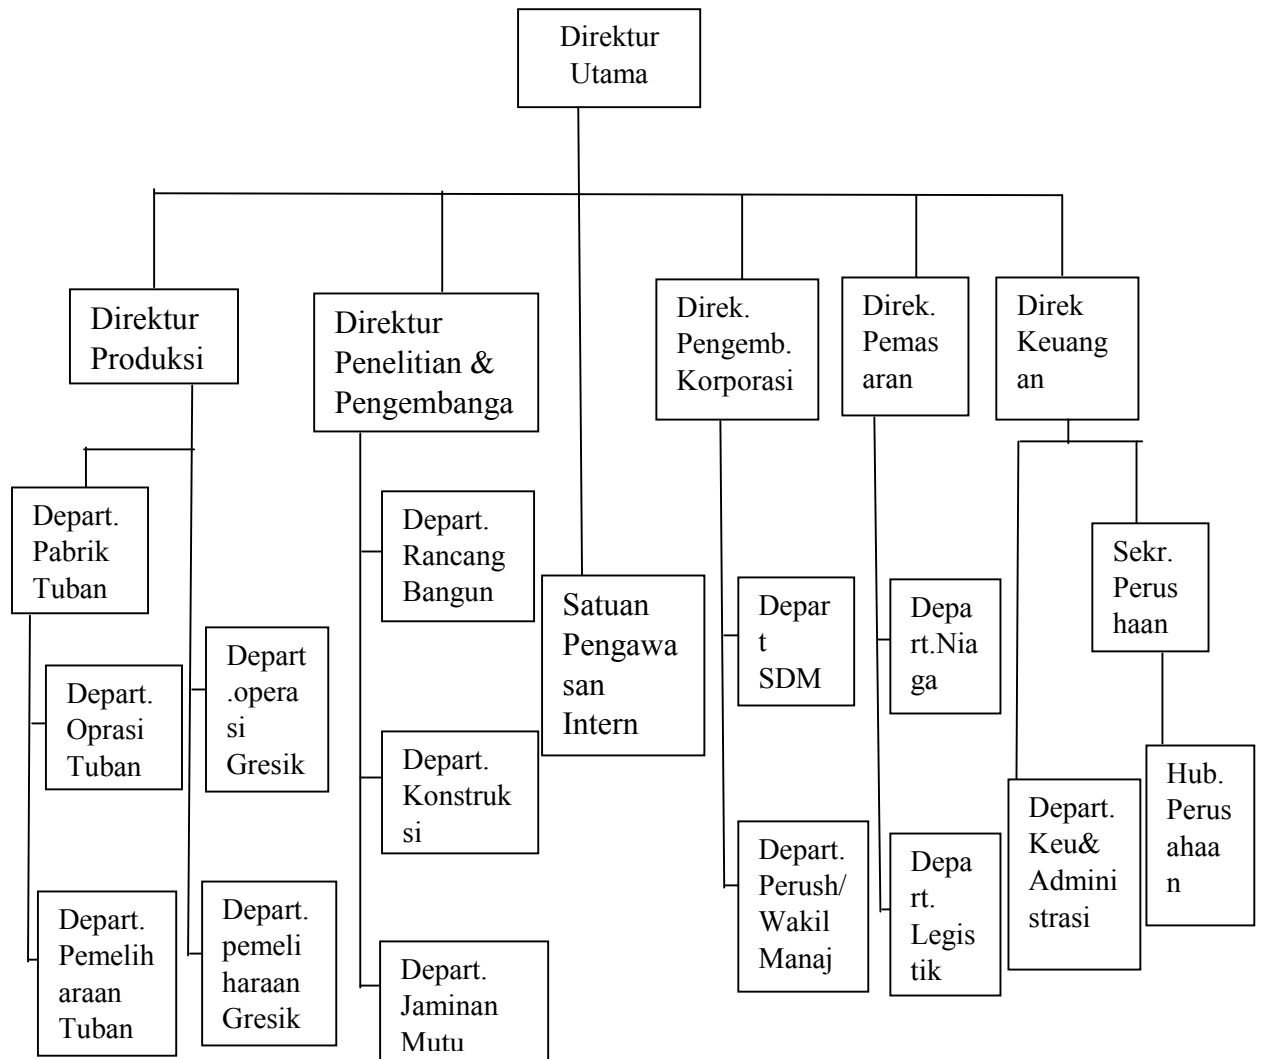 Direktur
Utama
Direktur
Produksi
Direktur
Penelitian &
Pengembanga
Direk.
Pengemb.
Korporasi
Direk.
Pemas
aran
Direk
Keuang
an
Depart.
Pabrik
Tuban
Depart.
Rancang
Bangun
Sekr.
Perus
haan
Satuan
Pengawa
san
Intern
Depar
t
SDM
Depa
rt.Nia
ga
Depart
.opera
si
Gresik
Depart.
Oprasi
Tuban
Depart.
Konstruk
si
Hub.
Perus
ahaa
n
Depart.
Keu&
Admini
strasi
Depart.
Perush/
Wakil
Manaj
Depa
rt.
Legis
tik
Depart.
Pemelih
araan
Tuban
Depart.
pemeli
haraan
Gresik
Depart.
Jaminan
Mutu